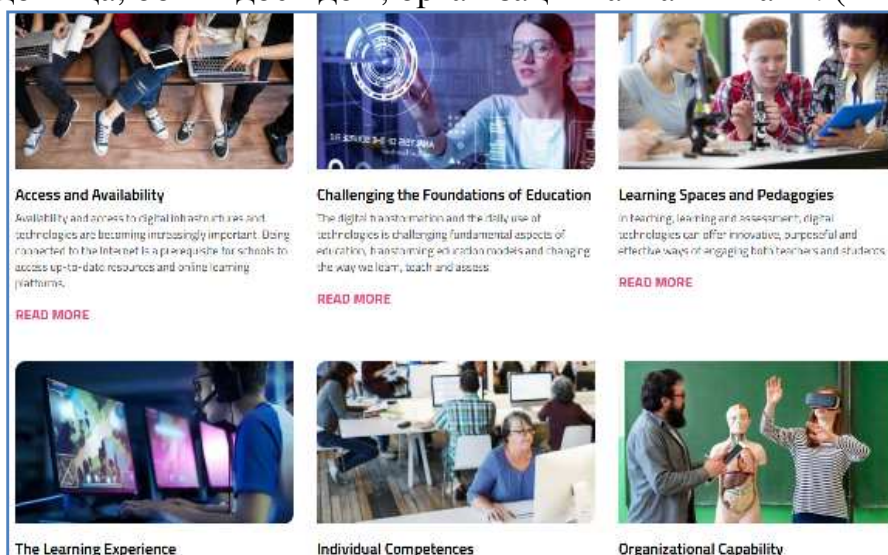 Access and Availability
Availability and access to digital infrastructures and
technologies are becoming increasingly important. Being
connected to the Internet is a prerequisite for schools to
access up-to-date resources and online learning
platforms.
READ MORE
Challenging the Foundations of Education
The digital transformation and the daily use of
technologies is challenging fundamental aspects of
education, transforming education models and changing
the way we learn, teach and assess
READ MORE
Learning Spaces and Pedagogies
In teaching, learning and assessment, digital
technologies can offer innovative, purposeful and
effective ways of engaging both teachers and students
READ MORE
The Learning Experience
Individual Competences
Organizational Capability